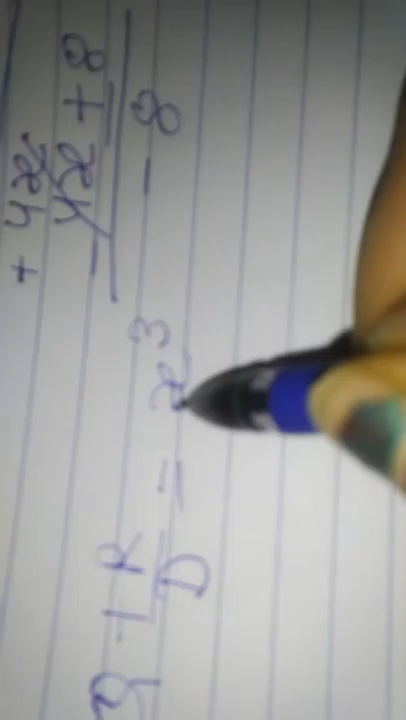 + 4x
4x + 8
- 8
Q + R/D = x³